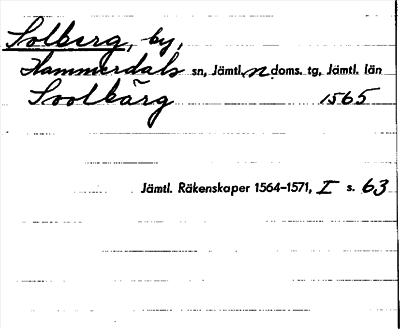 Solberg, by,
Hammerdals sn, Jämtl. n. doms. tg, Jämtl. län
Soolbärg 1565
Jämtl. Räkenskaper 1564–1571, I s. 63